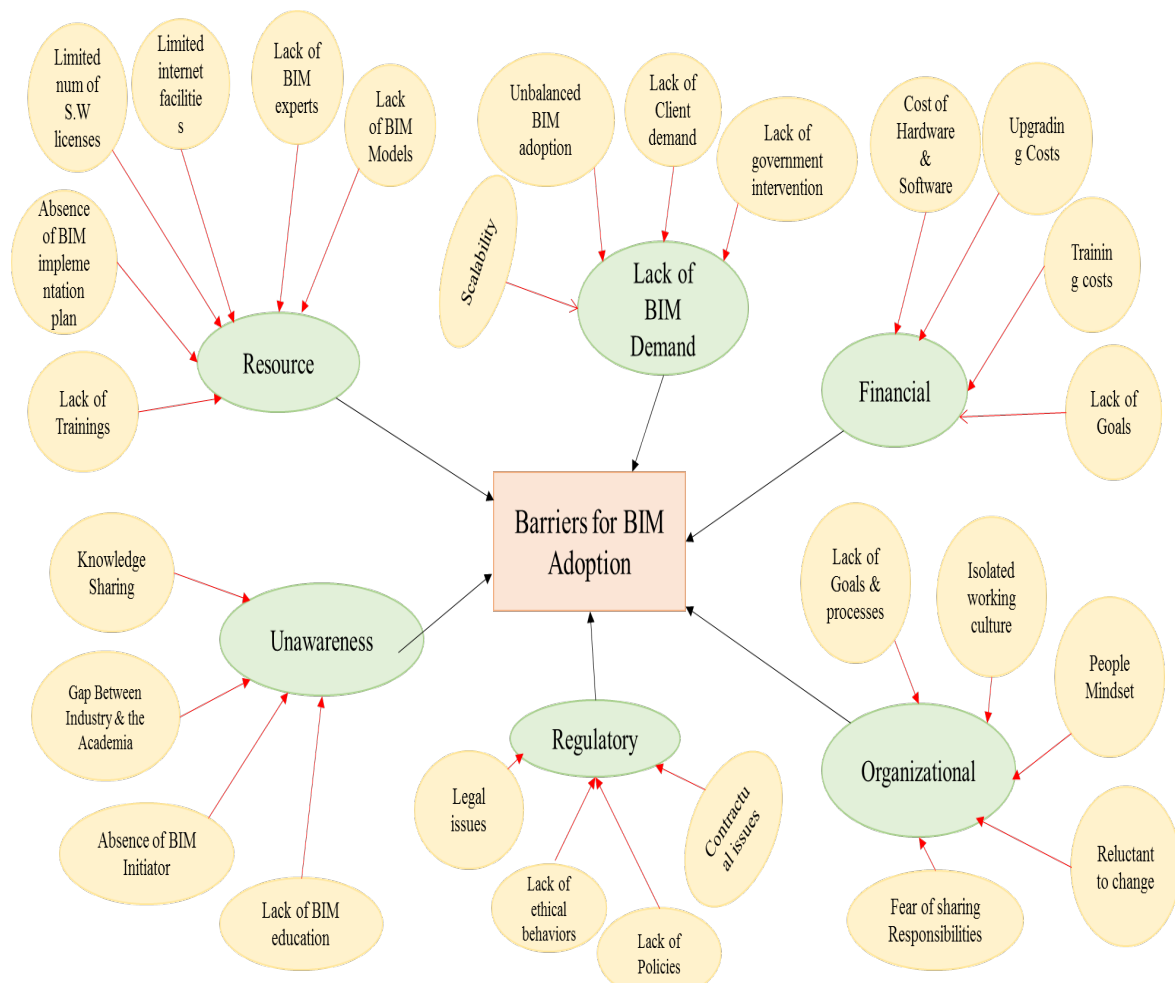 Limited
num of
S.W
licenses
Limited
internet
facilitie
s
Lack of
BIM
experts
Lack
of BIM
Models
Absence
of BIM
impleme
ntation
plan
Lack of
Trainings
Resource
Unbalanced
BIM
adoption
Lack of
Client
demand
Lack of
government
intervention
Scalability
Lack of
BIM
Demand
Cost of
Hardware
&
Software
Upgradin
g Costs
Trainin
g costs
Lack of
Goals
Financial
Barriers for BIM
Adoption
Knowledge
Sharing
Unawareness
Gap Between
Industry & the
Academia
Absence of BIM
Initiator
Lack of BIM
education
Regulatory
Legal
issues
Lack of
ethical
behaviors
Lack of
Policies
Contractu
al issues
Lack of
Goals &
processes
Isolated
working
culture
People
Mindset
Organizational
Reluctant
to change
Fear of sharing
Responsibilities